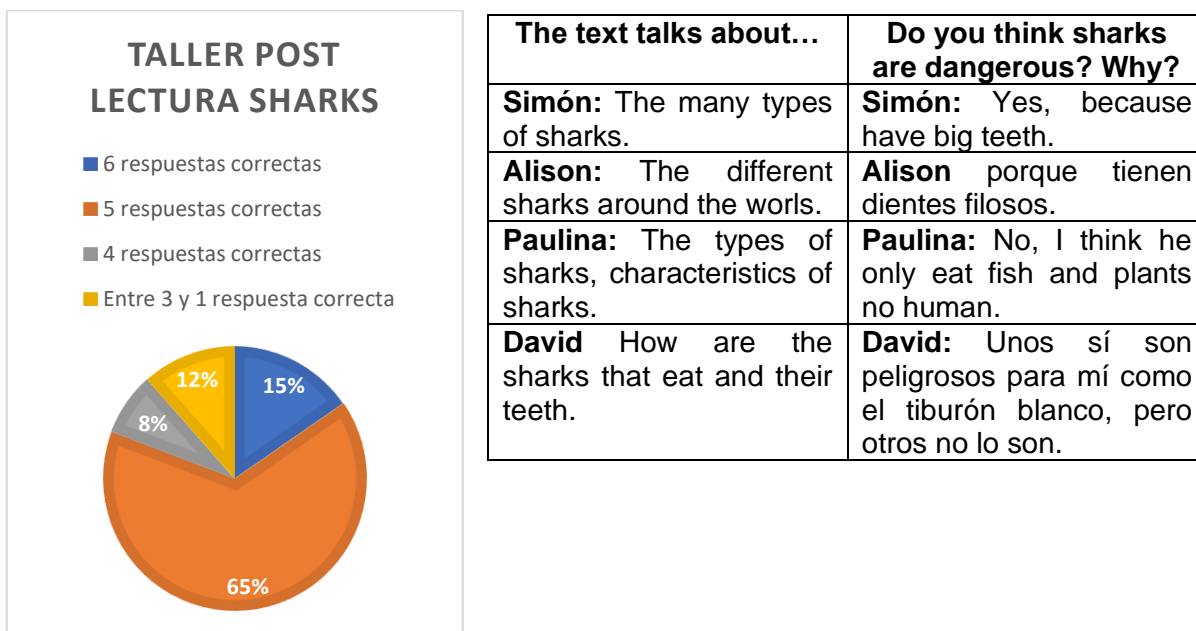 TALLER POST
LECTURA SHARKS
6 respuestas correctas
5 respuestas correctas
4 respuestas correctas
Entre 3 y 1 respuesta correcta
12%
15%
8%
65%
The text talks about…
Do you think sharks
are dangerous? Why?
Simón: The many types
of sharks.
Simón: Yes, because
have big teeth.
Alison: The different
sharks around the worls.
Alison porque tienen
dientes filosos.
Paulina: The types of
sharks, characteristics of
sharks.
Paulina: No, I think he
only eat fish and plants
no human.
David How are the
sharks that eat and their
teeth.
David: Unos sí son
peligrosos para mí como
el tiburón blanco, pero
otros no lo son.